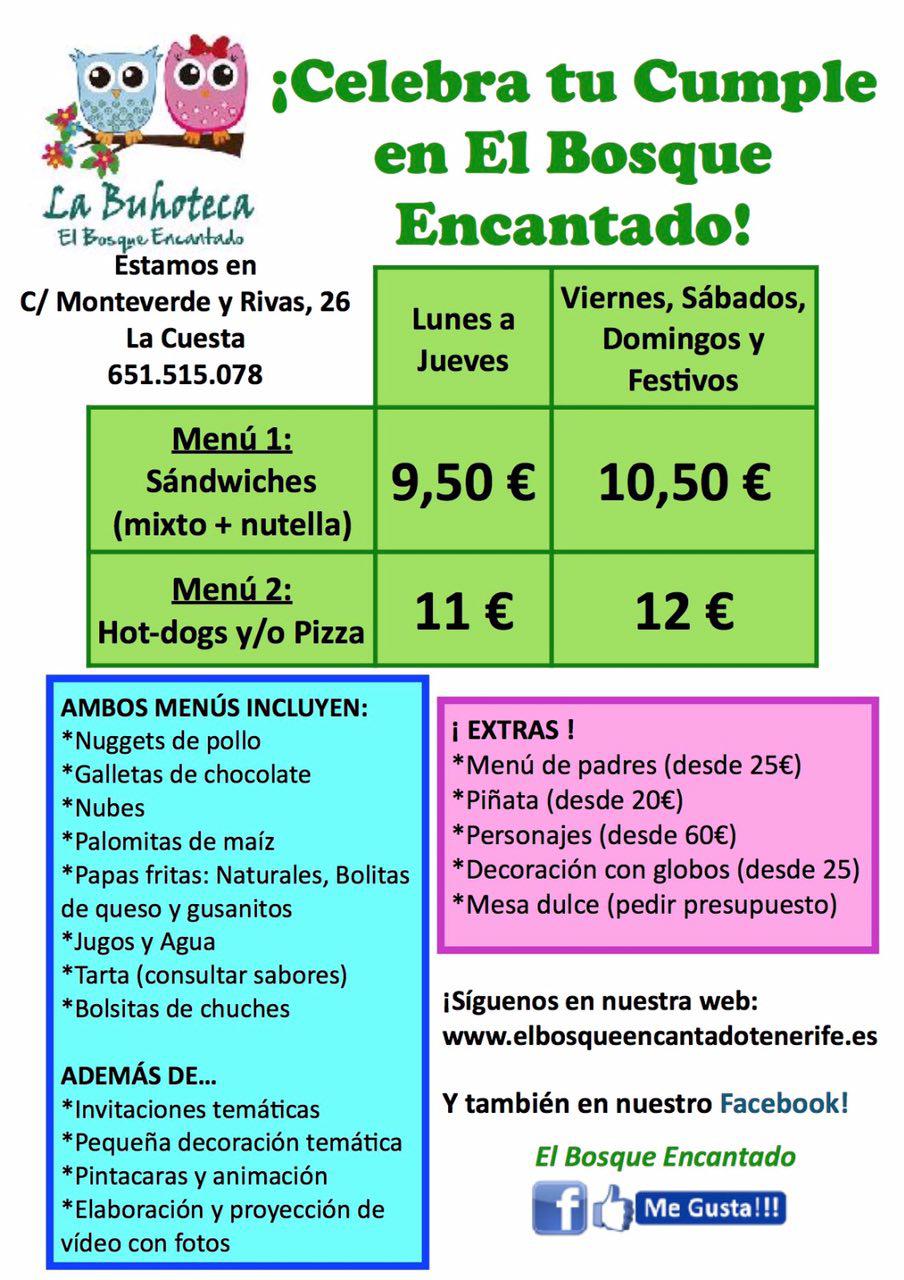 ¡Celebra tu Cumple
en El Bosque
Encantado!
La Buhoteca
El Bosque Encantado
Estamos en
C/ Monteverde y Rivas, 26
La Cuesta
651.515.078
Lunes a
Jueves
Viernes, Sábados,
Domingos y
Festivos
Menú 1:
Sándwiches
(mixto + nutella)
9,50 €
10,50 €
Menú 2:
Hot-dogs y/o Pizza
11 €
12 €
AMBOS MENÚS INCLUYEN:
*Nuggets de pollo
*Galletas de chocolate
*Nubes
*Palomitas de maíz
*Papas fritas: Naturales, Bolitas
de queso y gusanitos
*Jugos y Agua
*Tarta (consultar sabores)
*Bolsitas de chuches
ADEMÁS DE...
*Invitaciones temáticas
*Pequeña decoración temática
*Pintacaras y animación
*Elaboración y proyección de
vídeo con fotos
¡ EXTRAS !
*Menú de padres (desde 25€)
*Piñata (desde 20€)
*Personajes (desde 60€)
*Decoración con globos (desde 25)
*Mesa dulce (pedir presupuesto)
¡Síguenos en nuestra web:
www.elbosqueencantadotenerife.es
Y también en nuestro Facebook!
El Bosque Encantado
f
Me Gusta!!!